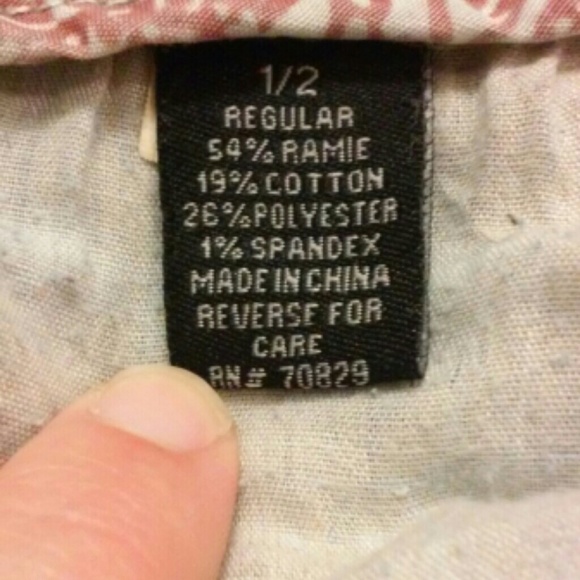 1/2
REGULAR
54% RAMIE
19% COTTON
26% POLYESTER
1% SPANDEX
MADE IN CHINA
REVERSE FOR
CARE
RN# 70829